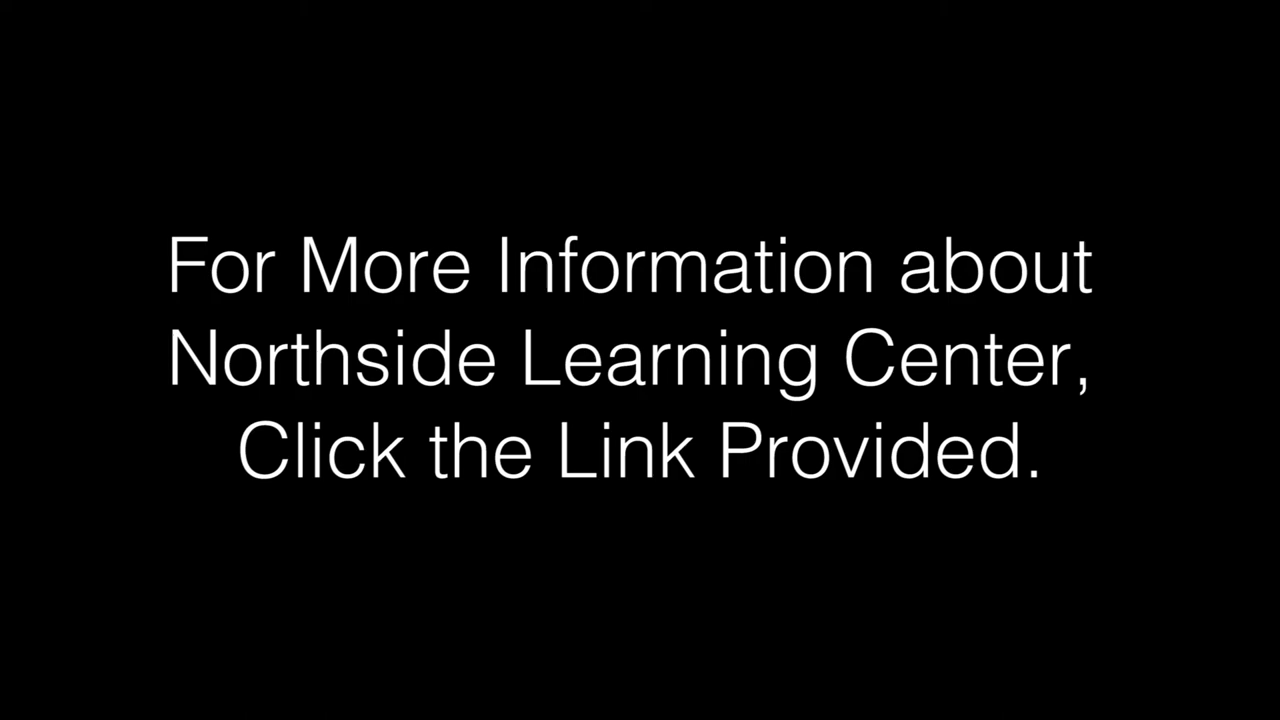 For More Information about
Northside Learning Center,
Click the Link Provided.